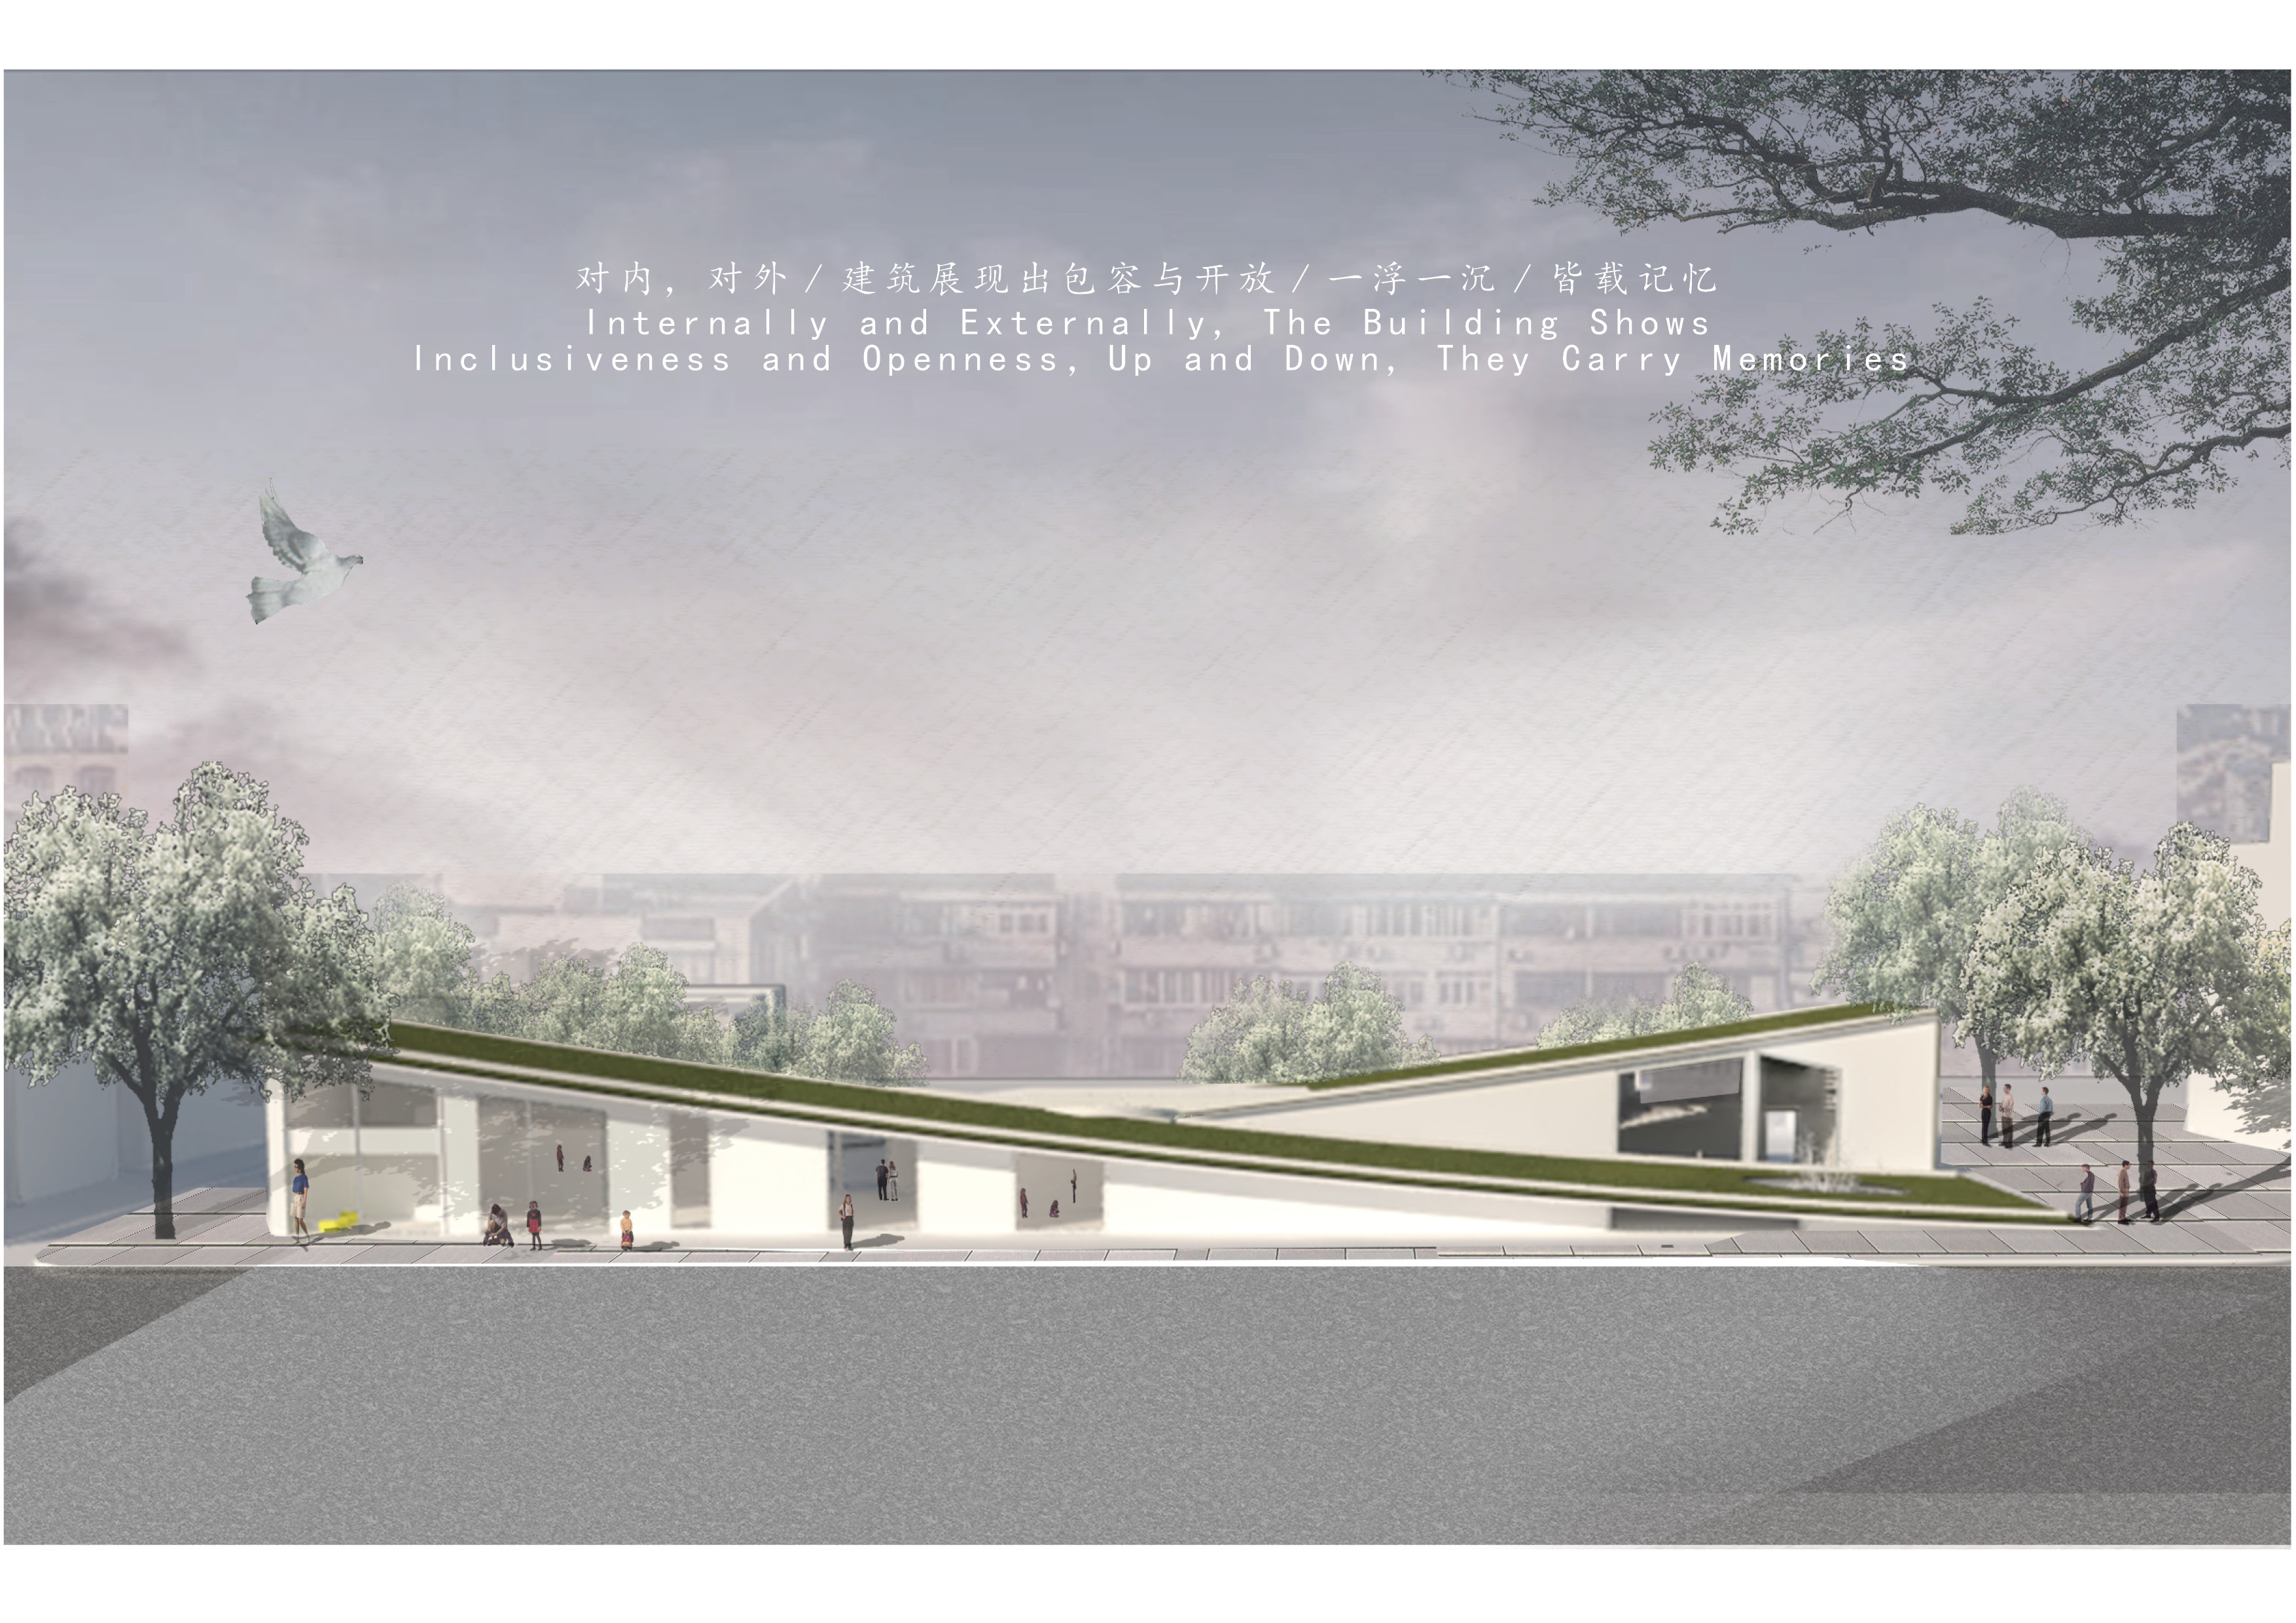 对内，对外/建筑展现出包容与开放/一浮一沉/皆载记忆
Internally and Externally, The Building Shows
Inclusiveness and Openness, Up and Down, They Carry Memories